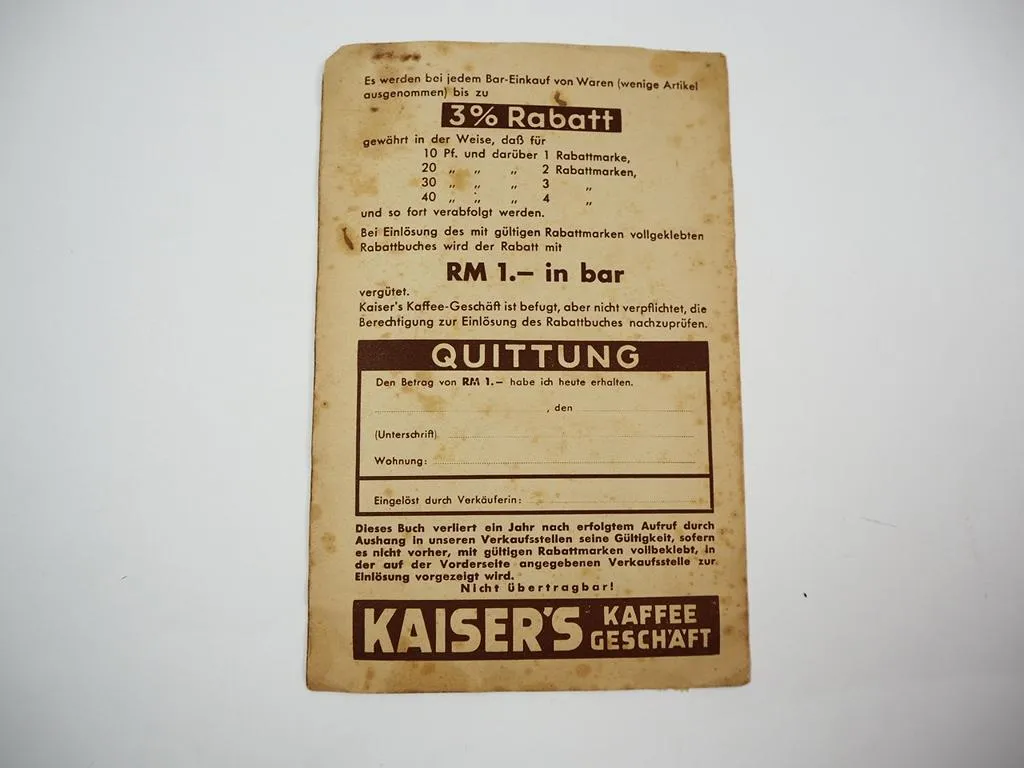 Es werden bei jedem Bar-Einkauf von Waren (wenige Artikel
ausgenommen) bis zu
3% Rabatt
gewährt in der Weise, daß für
10 Pf. und darüber 1 Rabattmarke,
20 „ „ „ 2 Rabattmarken,
30 „ „ „ 3 „
40 „ „ „ 4 „
und so fort verabfolgt werden.
Bei Einlösung des mit gültigen Rabattmarken vollgeklebten
Rabattbuches wird der Rabatt mit
RM 1.– in bar
vergütet.
Kaiser's Kaffee-Geschäft ist befugt, aber nicht verpflichtet, die
Berechtigung zur Einlösung des Rabattbuches nachzuprüfen.
QUITTUNG
Den Betrag von RM 1.– habe ich heute erhalten.
, den
(Unterschrift)
Wohnung:
Eingelöst durch Verkäuferin:
Dieses Buch verliert ein Jahr nach erfolgtem Aufruf durch
Aushang in unseren Verkaufsstellen seine Gültigkeit, sofern
es nicht vorher, mit gültigen Rabattmarken vollbeklebt, in
der auf der Vorderseite angegebenen Verkaufsstelle zur
Einlösung vorgezeigt wird.
Nicht übertragbar!
KAISER'S KAFFEE
GESCHÄFT